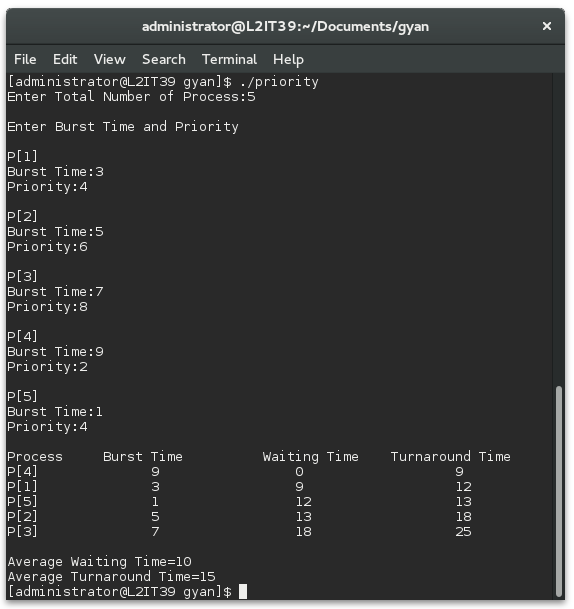 administrator@L2IT39:~/Documents/gyan ×
File Edit View Search Terminal Help
[administrator@L2IT39 gyan]$ ./priority
Enter Total Number of Process:5
Enter Burst Time and Priority
P[1]
Burst Time:3
Priority:4
P[2]
Burst Time:5
Priority:6
P[3]
Burst Time:7
Priority:8
P[4]
Burst Time:9
Priority:2
P[5]
Burst Time:1
Priority:4
Process Burst Time Waiting Time Turnaround Time
P[4] 9 0 9
P[1] 3 9 12
P[5] 1 12 13
P[2] 5 13 18
P[3] 7 18 25
Average Waiting Time=10
Average Turnaround Time=15
[administrator@L2IT39 gyan]$